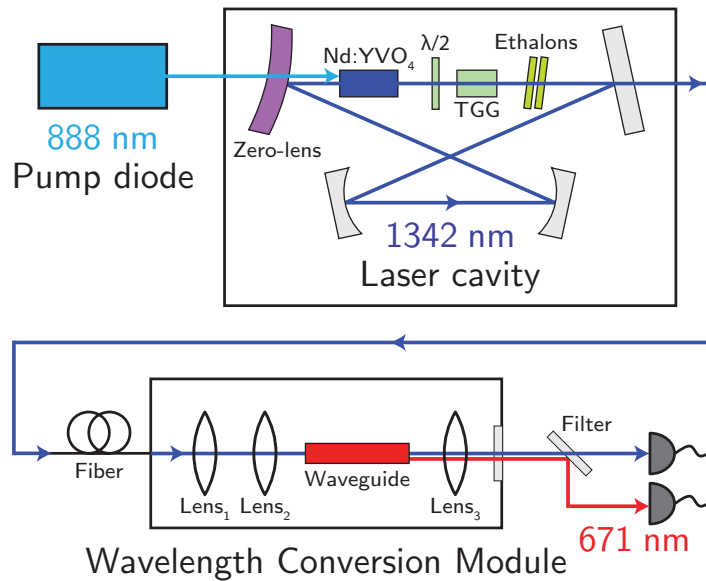 Nd:YVO₄
λ/2
Ethalons
TGG
Zero-lens
888 nm
Pump diode
1342 nm
Laser cavity
Fiber
Lens₁
Lens₂
Waveguide
Lens₃
Filter
671 nm
Wavelength Conversion Module